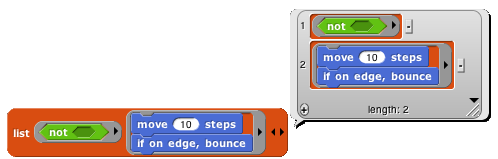 1 not -
2 move 10 steps
if on edge, bounce -
+ length: 2
list not move 10 steps
if on edge, bounce